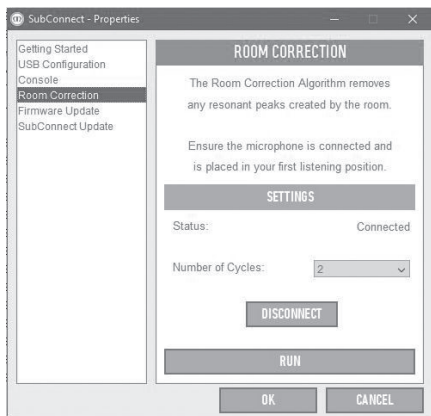 SubConnect - Properties
Getting Started
USB Configuration
Console
Room Correction
Firmware Update
SubConnect Update
ROOM CORRECTION
The Room Correction Algorithm removes
any resonant peaks created by the room.
Ensure the microphone is connected and
is placed in your first listening position.
SETTINGS
Status: Connected
Number of Cycles: 2
DISCONNECT
RUN
OK CANCEL